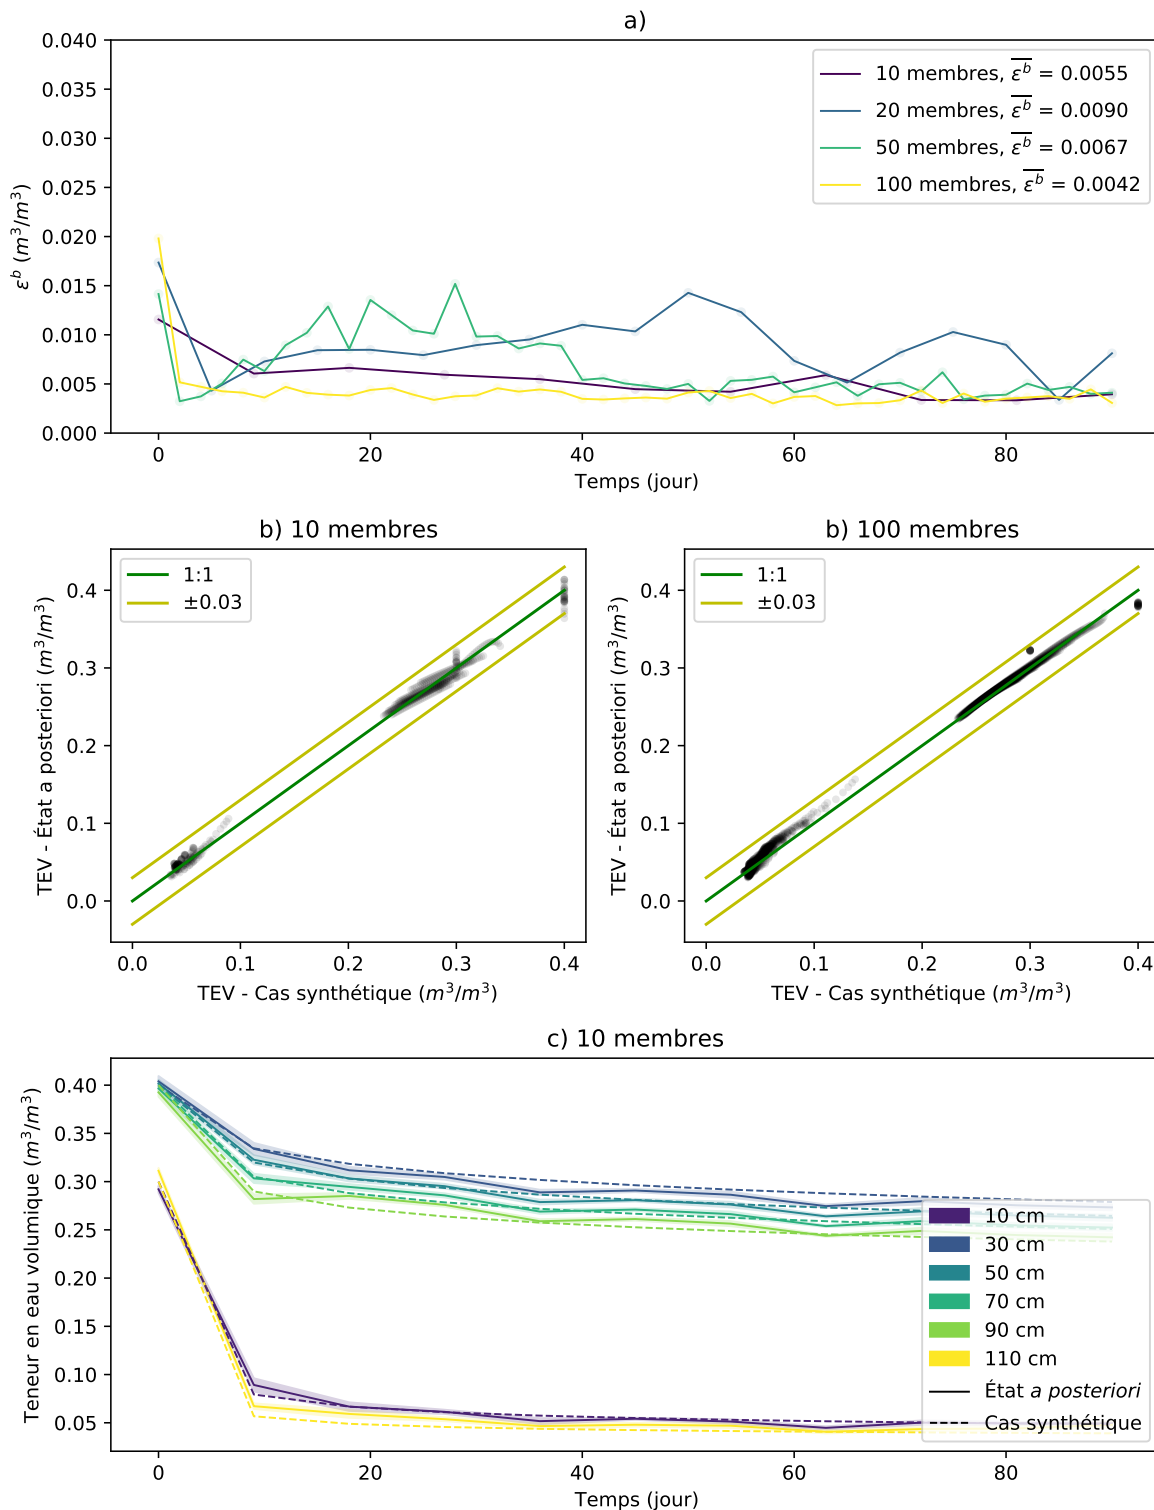 a)
0.040
0.035
0.030
0.025
0.020
0.015
0.010
0.005
0.000
ε^b (m^3/m^3)
10 membres, \overline{ε^b} = 0.0055
20 membres, \overline{ε^b} = 0.0090
50 membres, \overline{ε^b} = 0.0067
100 membres, \overline{ε^b} = 0.0042
0 20 40 60 80
Temps (jour)
b) 10 membres
1:1
±0.03
0.4
0.3
0.2
0.1
0.0
TEV - État a posteriori (m^3/m^3)
0.0 0.1 0.2 0.3 0.4
TEV - Cas synthétique (m^3/m^3)
b) 100 membres
1:1
±0.03
0.4
0.3
0.2
0.1
0.0
TEV - État a posteriori (m^3/m^3)
0.0 0.1 0.2 0.3 0.4
TEV - Cas synthétique (m^3/m^3)
c) 10 membres
0.40
0.35
0.30
0.25
0.20
0.15
0.10
0.05
Teneur en eau volumique (m^3/m^3)
10 cm
30 cm
50 cm
70 cm
90 cm
110 cm
État a posteriori
Cas synthétique
0 20 40 60 80
Temps (jour)